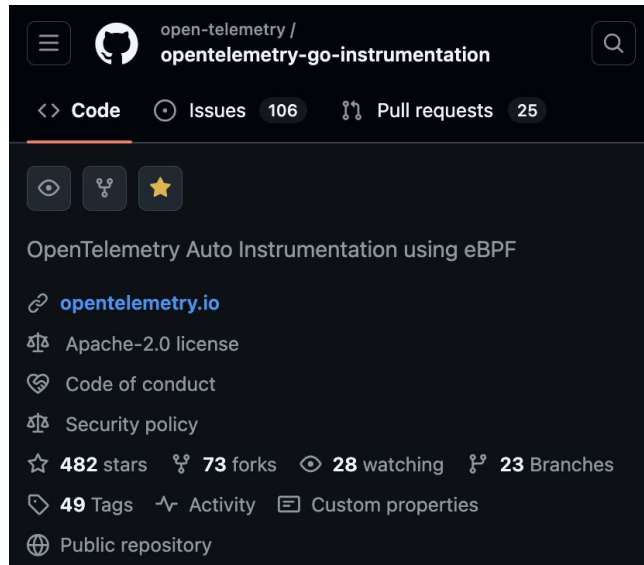 open-telemetry /
opentelemetry-go-instrumentation
Code Issues 106 Pull requests 25
OpenTelemetry Auto Instrumentation using eBPF
opentelemetry.io
Apache-2.0 license
Code of conduct
Security policy
482 stars 73 forks 28 watching 23 Branches
49 Tags Activity Custom properties
Public repository